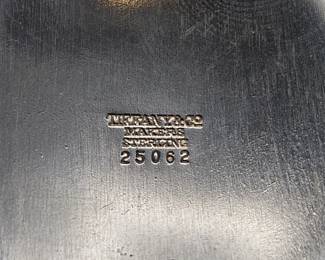 TIFFANY & CO
MAKERS
STERLING
25062